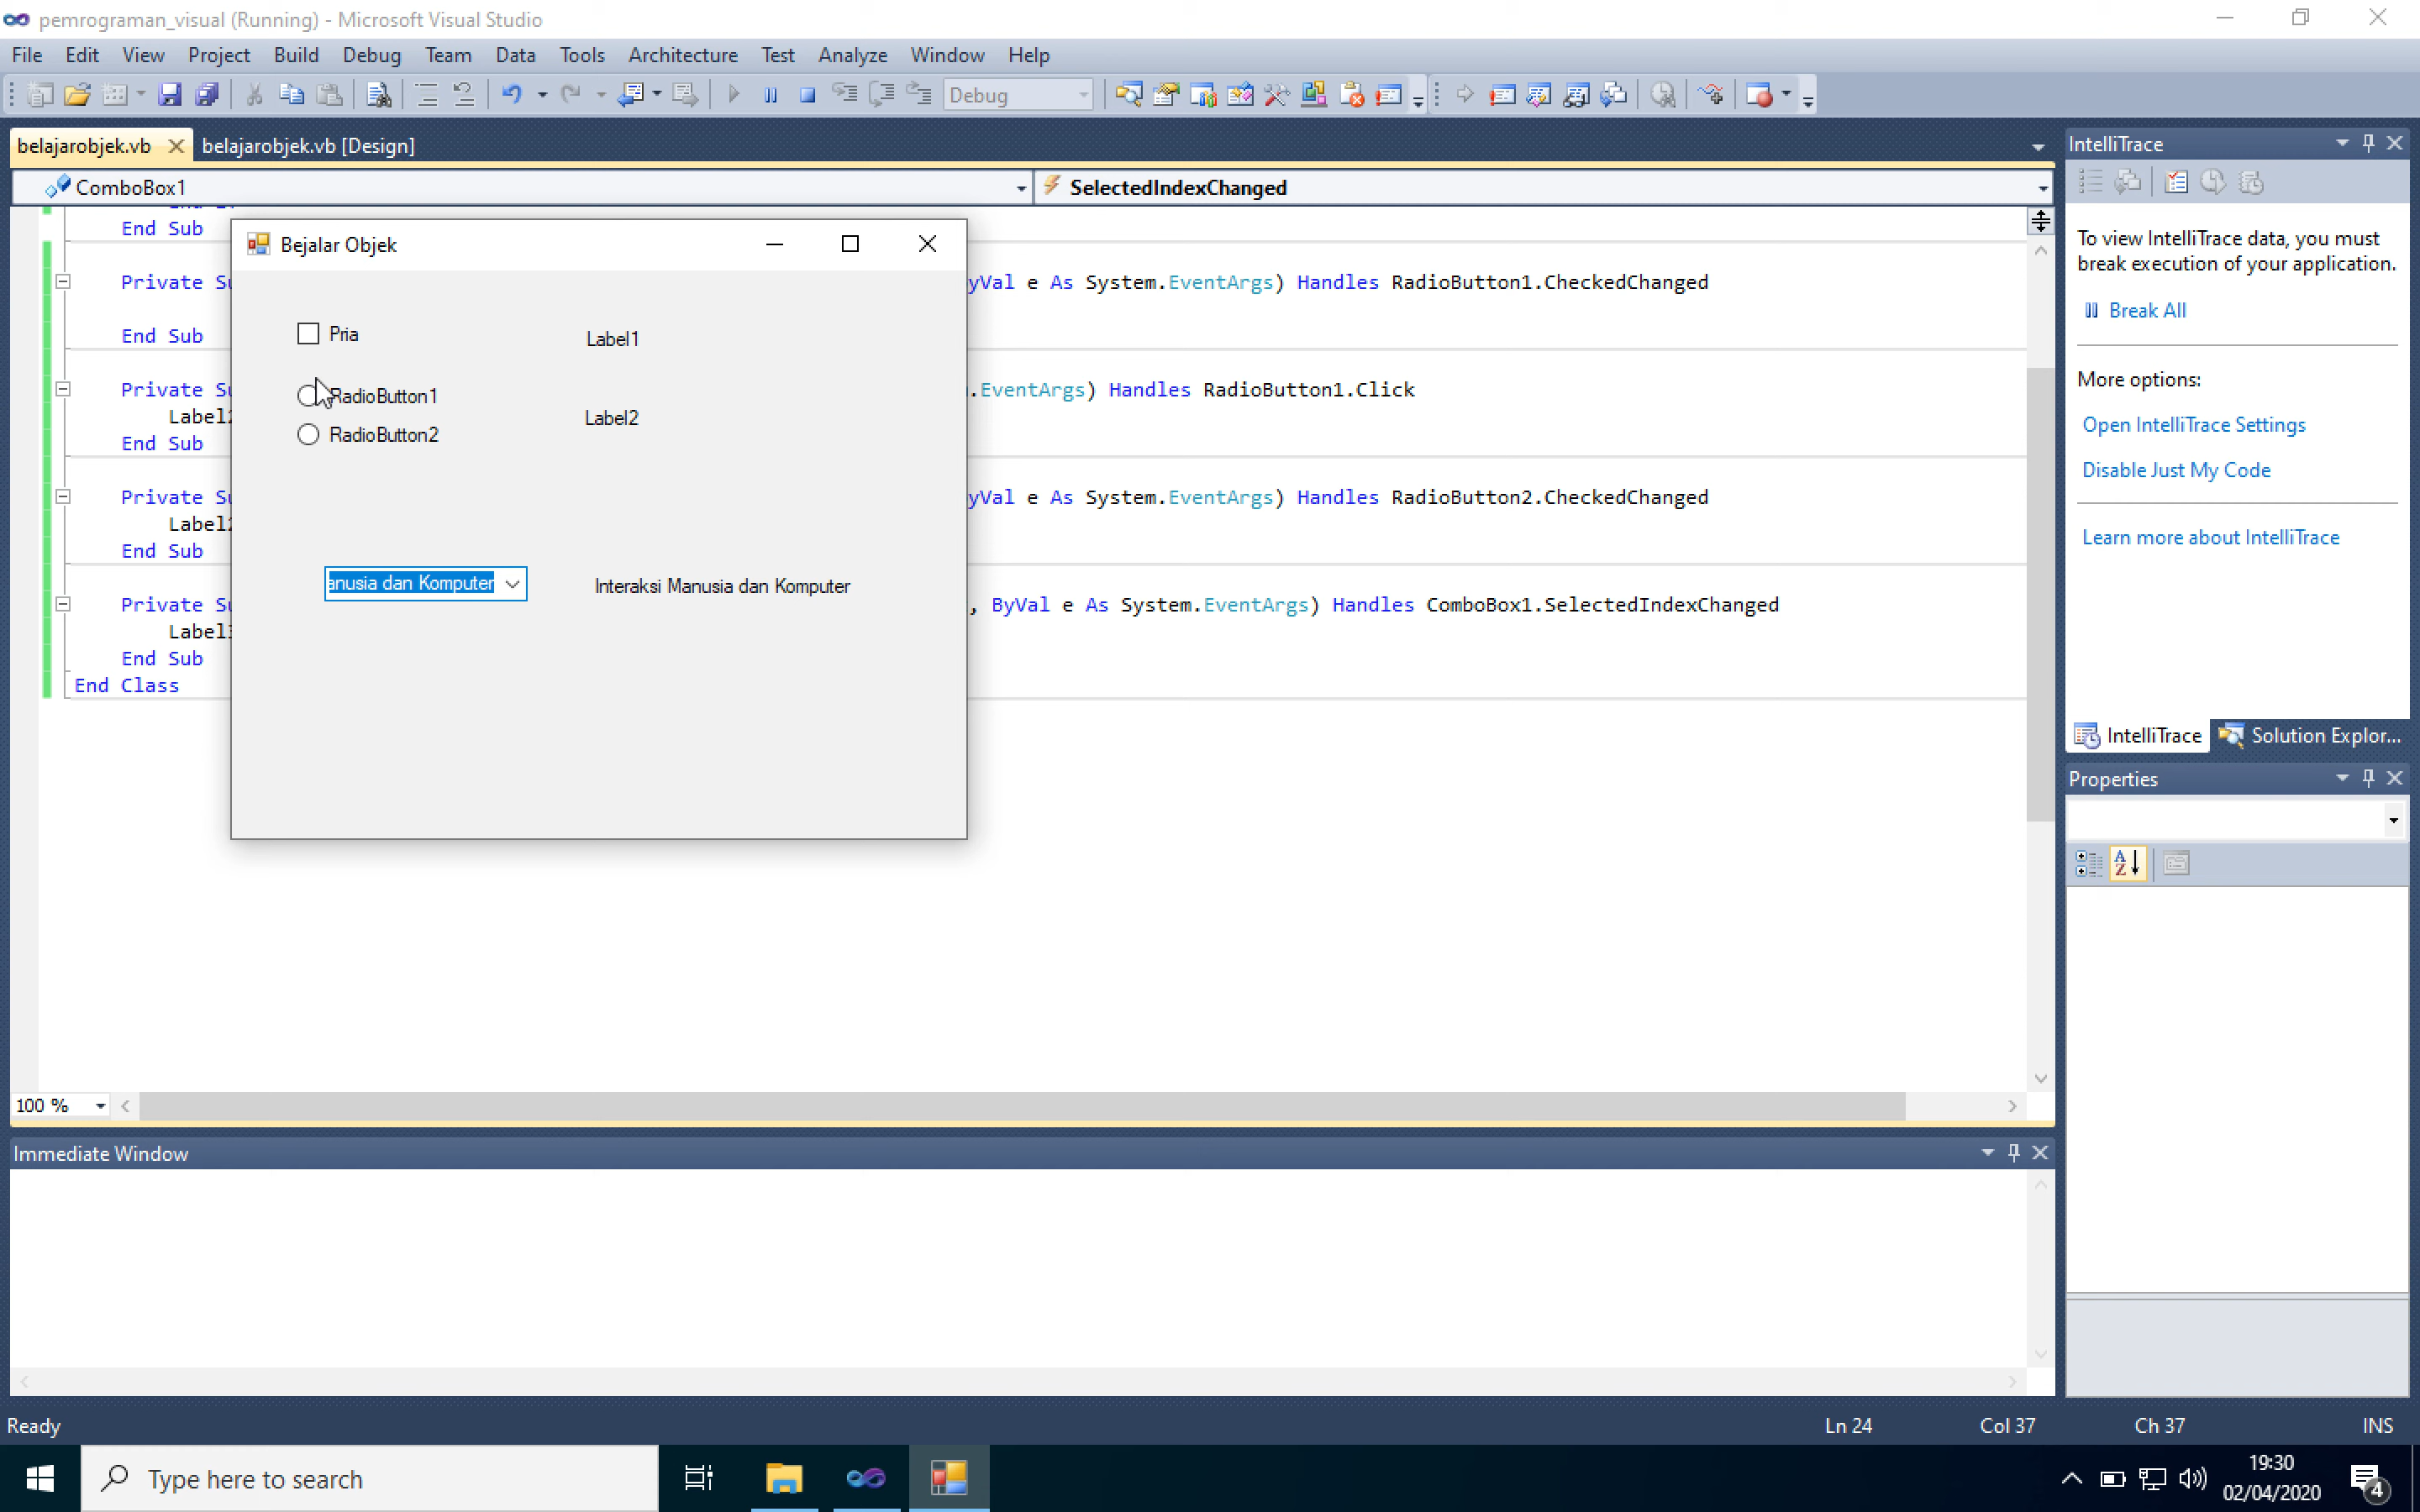 pemrograman_visual (Running) - Microsoft Visual Studio
File Edit View Project Build Debug Team Data Tools Architecture Test Analyze Window Help
Debug
belajarobjek.vb belajarobjek.vb [Design]
ComboBox1 SelectedIndexChanged
End Sub
Private Su yVal e As System.EventArgs) Handles RadioButton1.CheckedChanged
End Sub
Private Su .EventArgs) Handles RadioButton1.Click
Label2
End Sub
Private Su yVal e As System.EventArgs) Handles RadioButton2.CheckedChanged
Label2
End Sub
Private Su , ByVal e As System.EventArgs) Handles ComboBox1.SelectedIndexChanged
Label3
End Sub
End Class
Bejalar Objek
Pria
Label1
RadioButton1
Label2
RadioButton2
anusia dan Komputer
Interaksi Manusia dan Komputer
IntelliTrace
To view IntelliTrace data, you must
break execution of your application.
Break All
More options:
Open IntelliTrace Settings
Disable Just My Code
Learn more about IntelliTrace
IntelliTrace Solution Explor...
Properties
100 %
Immediate Window
Ready Ln 24 Col 37 Ch 37 INS
Type here to search
19:30
02/04/2020
4